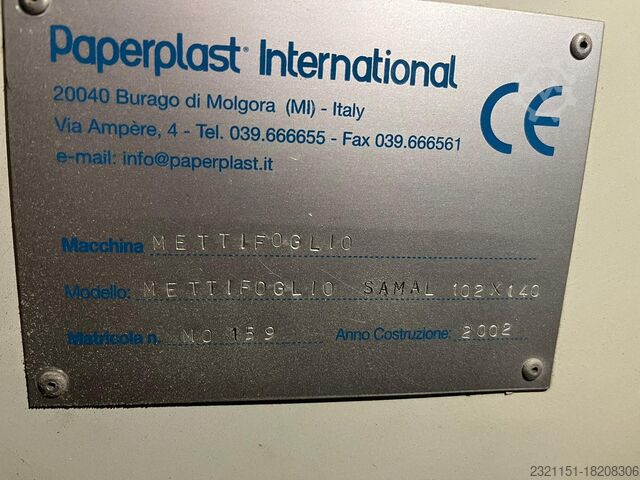 Paperplast® International
20040 Burago di Molgora (MI) - Italy
Via Ampère, 4 - Tel. 039.666655 - Fax 039.666561
e-mail: info@paperplast.it
CE
Macchina METTIFOGLIO
Modello: METTIFOGLIO SAMAL 102X140
Matricola n. MO 159 Anno Costruzione: 2002
2321151-18208306